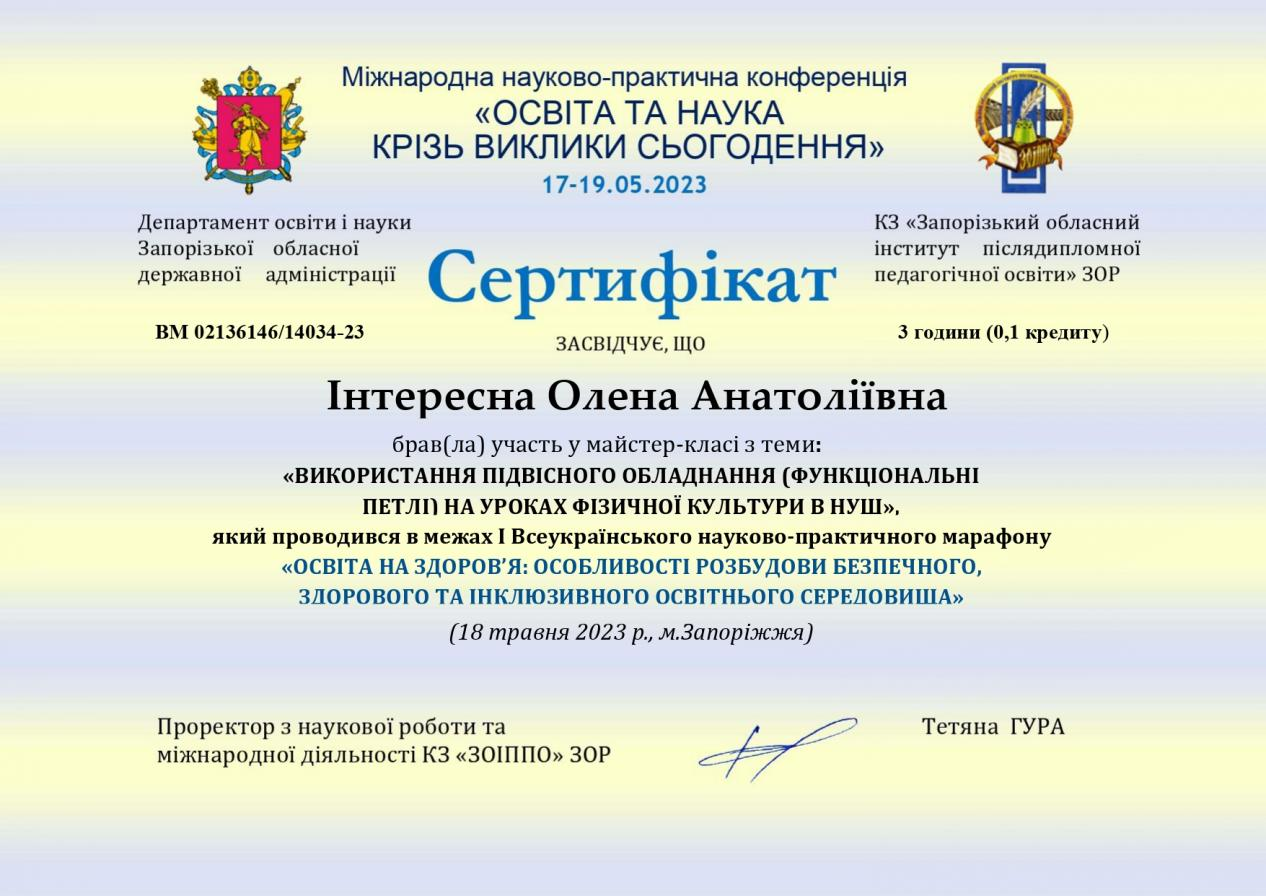 Міжнародна науково-практична конференція
«ОСВІТА ТА НАУКА
КРІЗЬ ВИКЛИКИ СЬОГОДЕННЯ»
17-19.05.2023
Департамент освіти і науки
Запорізької обласної
державної адміністрації
КЗ «Запорізький обласний
інститут післядипломної
педагогічної освіти» ЗОР
Сертифікат
ВМ 02136146/14034-23
3 години (0,1 кредиту)
ЗАСВІДЧУЄ, ЩО
Інтересна Олена Анатоліївна
брав(ла) участь у майстер-класі з теми:
«ВИКОРИСТАННЯ ПІДВІСНОГО ОБЛАДНАННЯ (ФУНКЦІОНАЛЬНІ
ПЕТЛІ) НА УРОКАХ ФІЗИЧНОЇ КУЛЬТУРИ В НУШ»,
який проводився в межах І Всеукраїнського науково-практичного марафону
«ОСВІТА НА ЗДОРОВ’Я: ОСОБЛИВОСТІ РОЗБУДОВИ БЕЗПЕЧНОГО,
ЗДОРОВОГО ТА ІНКЛЮЗИВНОГО ОСВІТНЬОГО СЕРЕДОВИЩА»
(18 травня 2023 р., м.Запоріжжя)
Проректор з наукової роботи та
міжнародної діяльності КЗ «ЗОІППО» ЗОР
Тетяна ГУРА
ЗОІППО